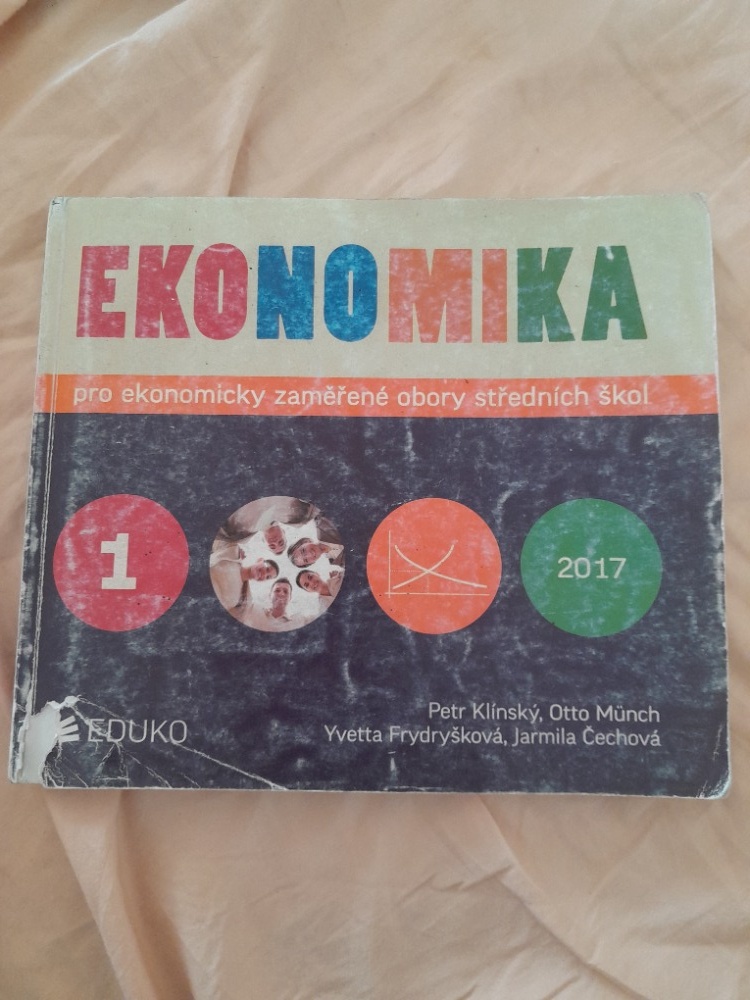 EKONOMIKA
pro ekonomicky zaměřené obory středních škol
1
2017
Petr Klínský, Otto Münch
Yvetta Frydryšková, Jarmila Čechová
EDUKO